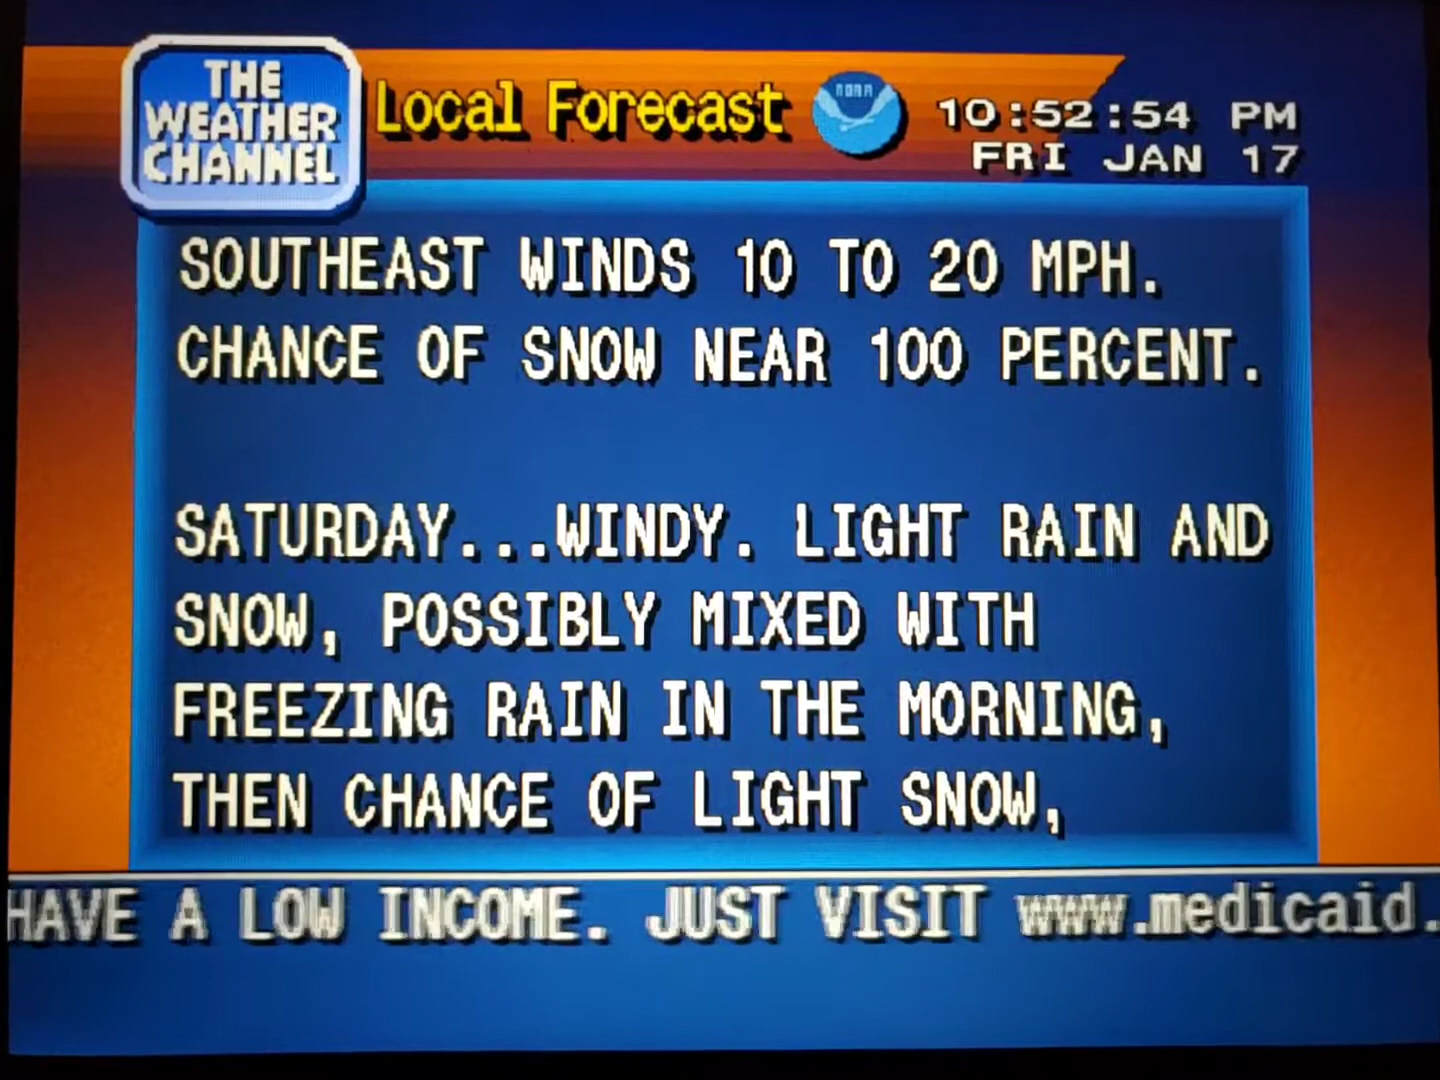 THE
WEATHER
CHANNEL
Local Forecast
NOAA
10:52:54 PM
FRI JAN 17
SOUTHEAST WINDS 10 TO 20 MPH.
CHANCE OF SNOW NEAR 100 PERCENT.
SATURDAY...WINDY. LIGHT RAIN AND
SNOW, POSSIBLY MIXED WITH
FREEZING RAIN IN THE MORNING,
THEN CHANCE OF LIGHT SNOW,
HAVE A LOW INCOME. JUST VISIT www.medicaid.